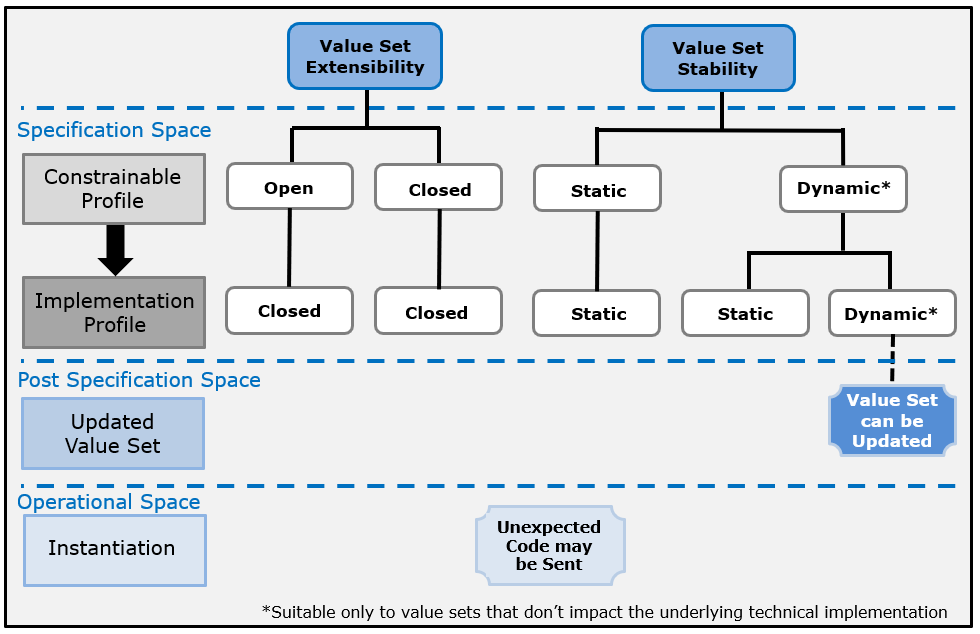 Value Set
Extensibility
Value Set
Stability
Specification Space
Constrainable
Profile
Open
Closed
Static
Dynamic*
Implementation
Profile
Closed
Closed
Static
Static
Dynamic*
Post Specification Space
Updated
Value Set
Value Set
can be
Updated
Operational Space
Instantiation
Unexpected
Code may
be Sent
*Suitable only to value sets that don’t impact the underlying technical implementation